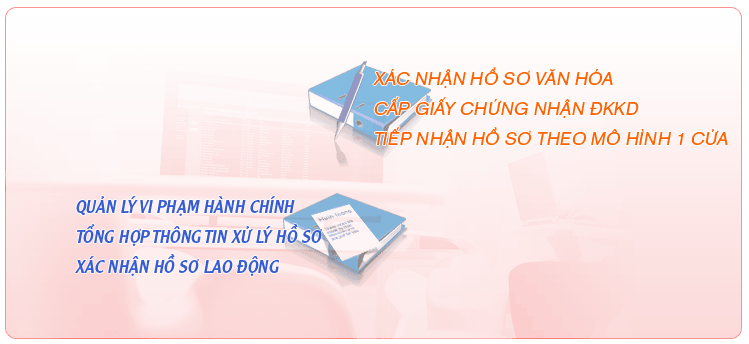 XÁC NHẬN HỒ SƠ VĂN HÓA
CẤP GIẤY CHỨNG NHẬN ĐKKD
TIẾP NHẬN HỒ SƠ THEO MÔ HÌNH 1 CỬA
QUẢN LÝ VI PHẠM HÀNH CHÍNH
TỔNG HỢP THÔNG TIN XỬ LÝ HỒ SƠ
XÁC NHẬN HỒ SƠ LAO ĐỘNG